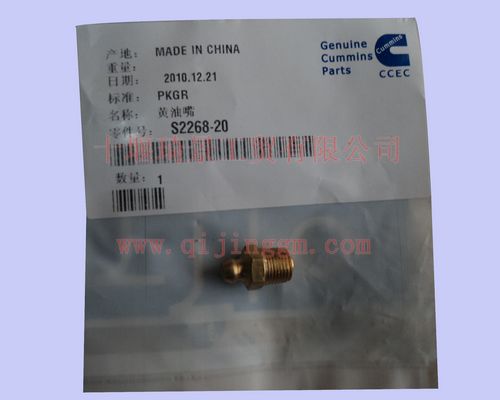 产地: MADE IN CHINA
重量:
日期: 2010.12.21
标准: PKGR
名称: 黄油嘴
零件号: S2268-20
数量: 1
Genuine
Cummins
Parts
Cummins
CCEC
www.qijinggm.com